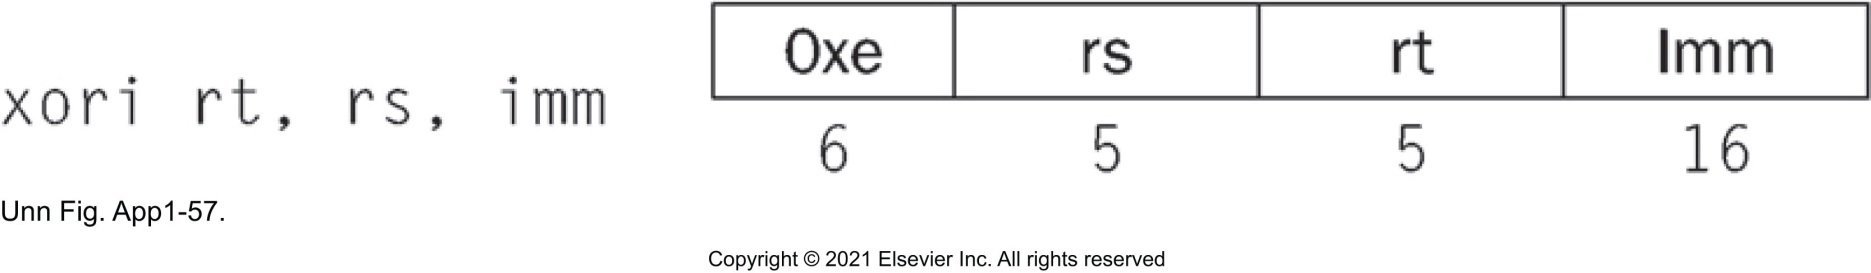 0xe rs rt Imm
xori rt, rs, imm
6 5 5 16
Unn Fig. App1-57.
Copyright © 2021 Elsevier Inc. All rights reserved